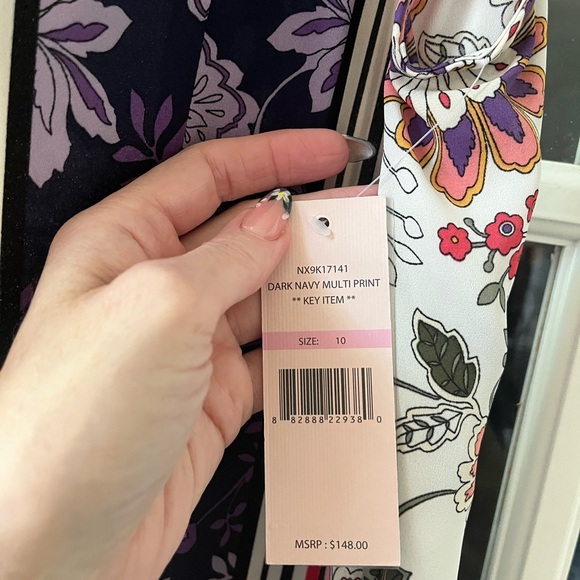 NX9K17141
DARK NAVY MULTI PRINT
** KEY ITEM **
SIZE: 10
8 82888 22938 0
MSRP : $148.00